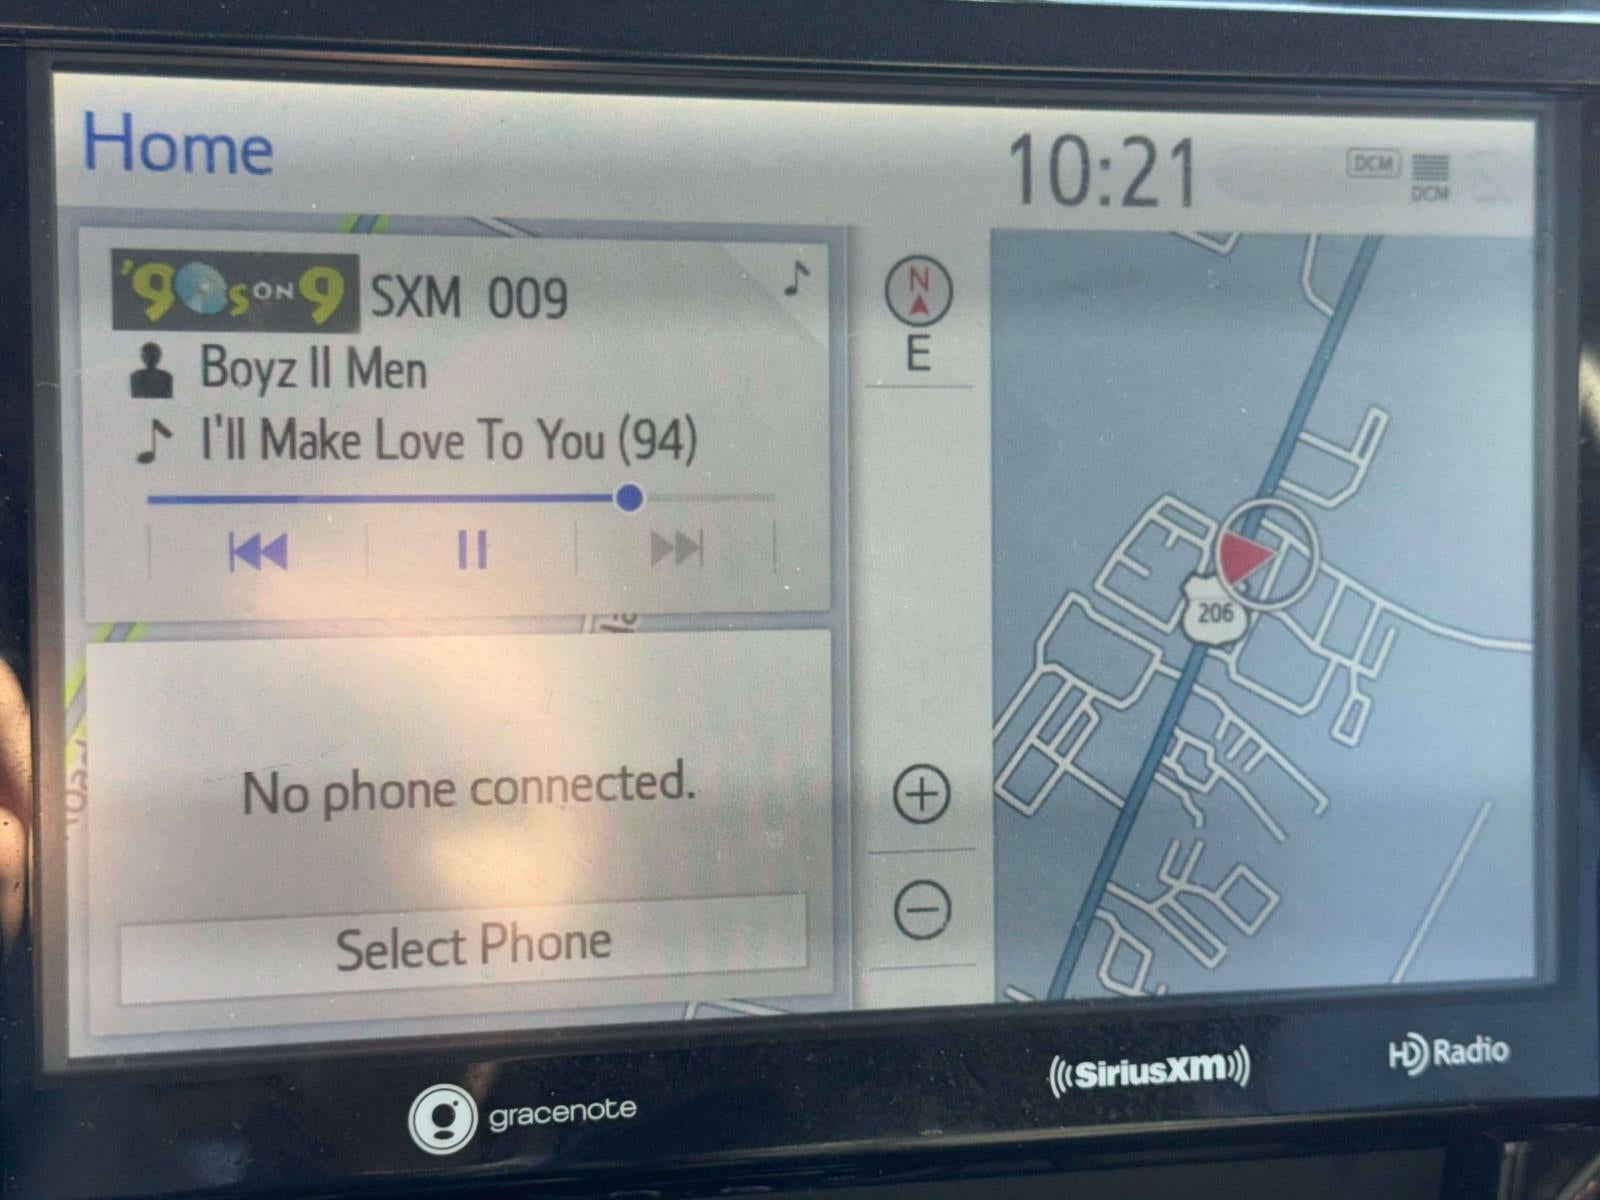 Home
10:21
DCM
DCM
'90s ON 9 SXM 009
Boyz II Men
I'll Make Love To You (94)
N
E
206
No phone connected.
Select Phone
gracenote
SiriusXM
HD Radio